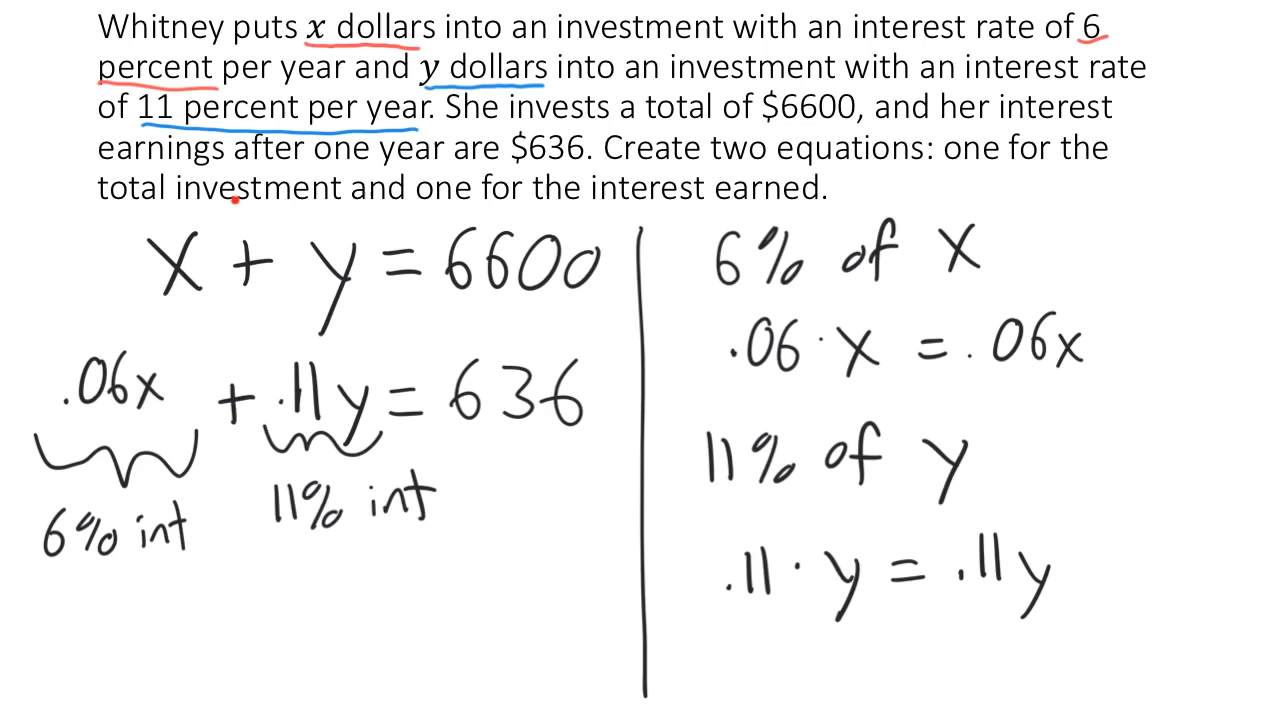 Whitney puts x dollars into an investment with an interest rate of 6
percent per year and y dollars into an investment with an interest rate
of 11 percent per year. She invests a total of $6600, and her interest
earnings after one year are $636. Create two equations: one for the
total investment and one for the interest earned.
x + y = 6600
.06x + .11y = 636
6% int 11% int
6% of x
.06 · x = .06x
11% of y
.11 · y = .11y